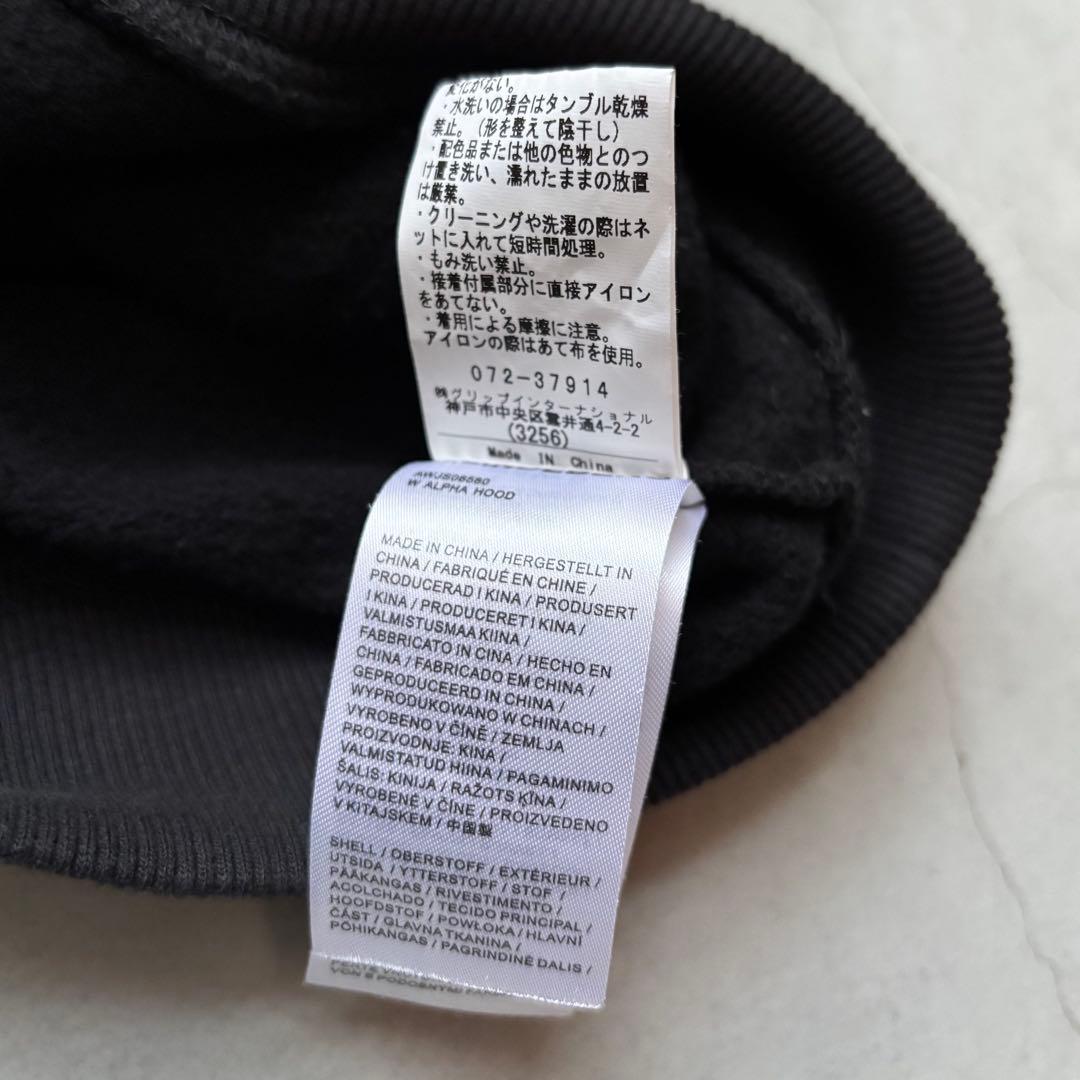 変化がない。
・水洗いの場合はタンブル乾燥
禁止。(形を整えて陰干し)
・配色品または他の色物とのつ
け置き洗い、濡れたままの放置
は厳禁。
・クリーニングや洗濯の際はネ
ットに入れて短時間処理。
・もみ洗い禁止。
・接着付属部分に直接アイロン
をあてない。
・着用による摩擦に注意。
アイロンの際はあて布を使用。
072-37914
㈱グリップインターナショナル
神戸市中央区雲井通4-2-2
(3256)
Made IN China
AWJS06580
W ALPHA HOOD
MADE IN CHINA / HERGESTELLT IN
CHINA / FABRIQUÉ EN CHINE /
PRODUCERAD I KINA / PRODUSERT
I KINA / PRODUCERET I KINA /
VALMISTUSMAA KIINA /
FABBRICATO IN CINA / HECHO EN
CHINA / FABRICADO EM CHINA /
GEPRODUCEERD IN CHINA /
WYPRODUKOWANO W CHINACH /
VYROBENO V ČÍNĚ / ZEMLJA
PROIZVODNJE: KINA /
VALMISTATUD HIINA / PAGAMINIMO
ŠALIS: KINIJA / RAŽOTS ĶĪNA /
VYROBENÉ V ČÍNE / PROIZVEDENO
V KITAJSKEM / 中国製
SHELL / OBERSTOFF / EXTÉRIEUR /
UTSIDA / YTTERSTOFF / STOF /
PÄÄKANGAS / RIVESTIMENTO /
ACOLCHADO / TECIDO PRINCIPAL /
HOOFDSTOF / POWŁOKA / HLAVNÍ
ČÁST / GLAVNA TKANINA /
PÕHIKANGAS / PAGRINDINĖ DALIS /